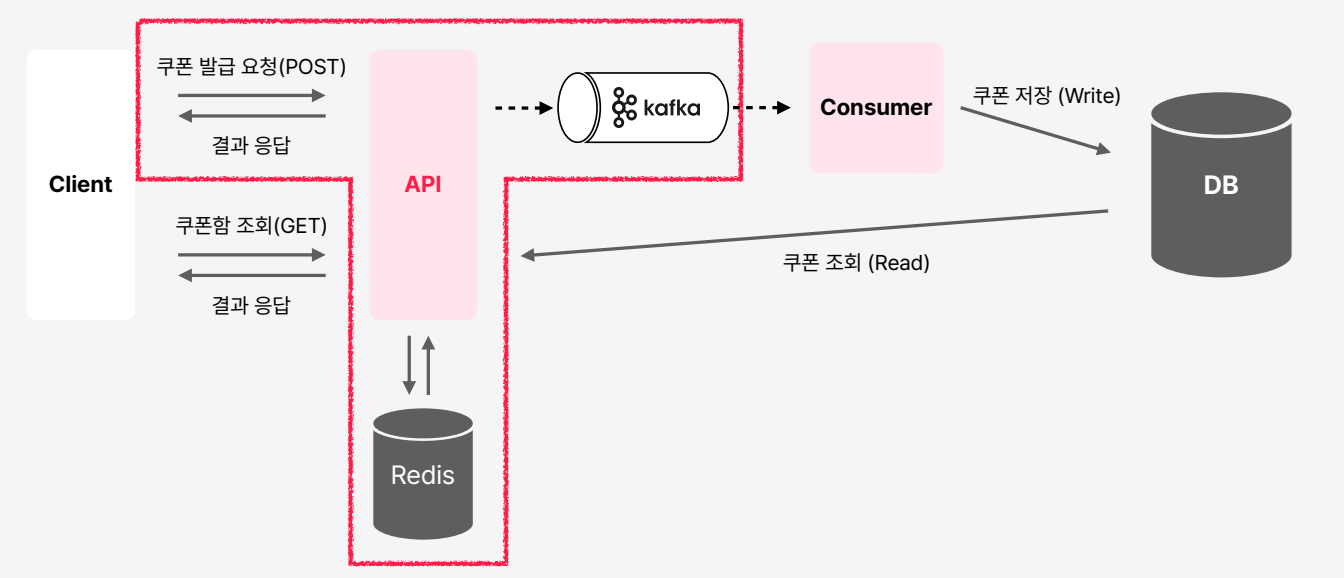 쿠폰 발급 요청(POST)
결과 응답
Client
쿠폰함 조회(GET)
결과 응답
API
kafka
Consumer
쿠폰 저장 (Write)
DB
쿠폰 조회 (Read)
Redis